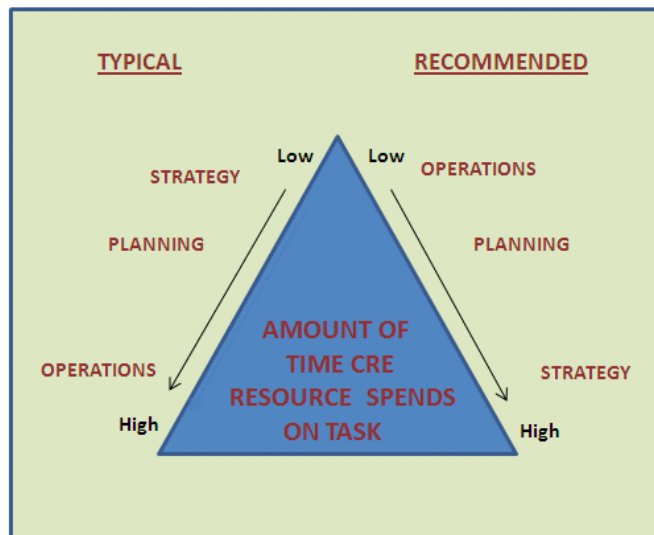 TYPICAL
RECOMMENDED
Low
Low
STRATEGY
OPERATIONS
PLANNING
PLANNING
AMOUNT OF
TIME CRE
RESOURCE SPENDS
ON TASK
OPERATIONS
STRATEGY
High
High